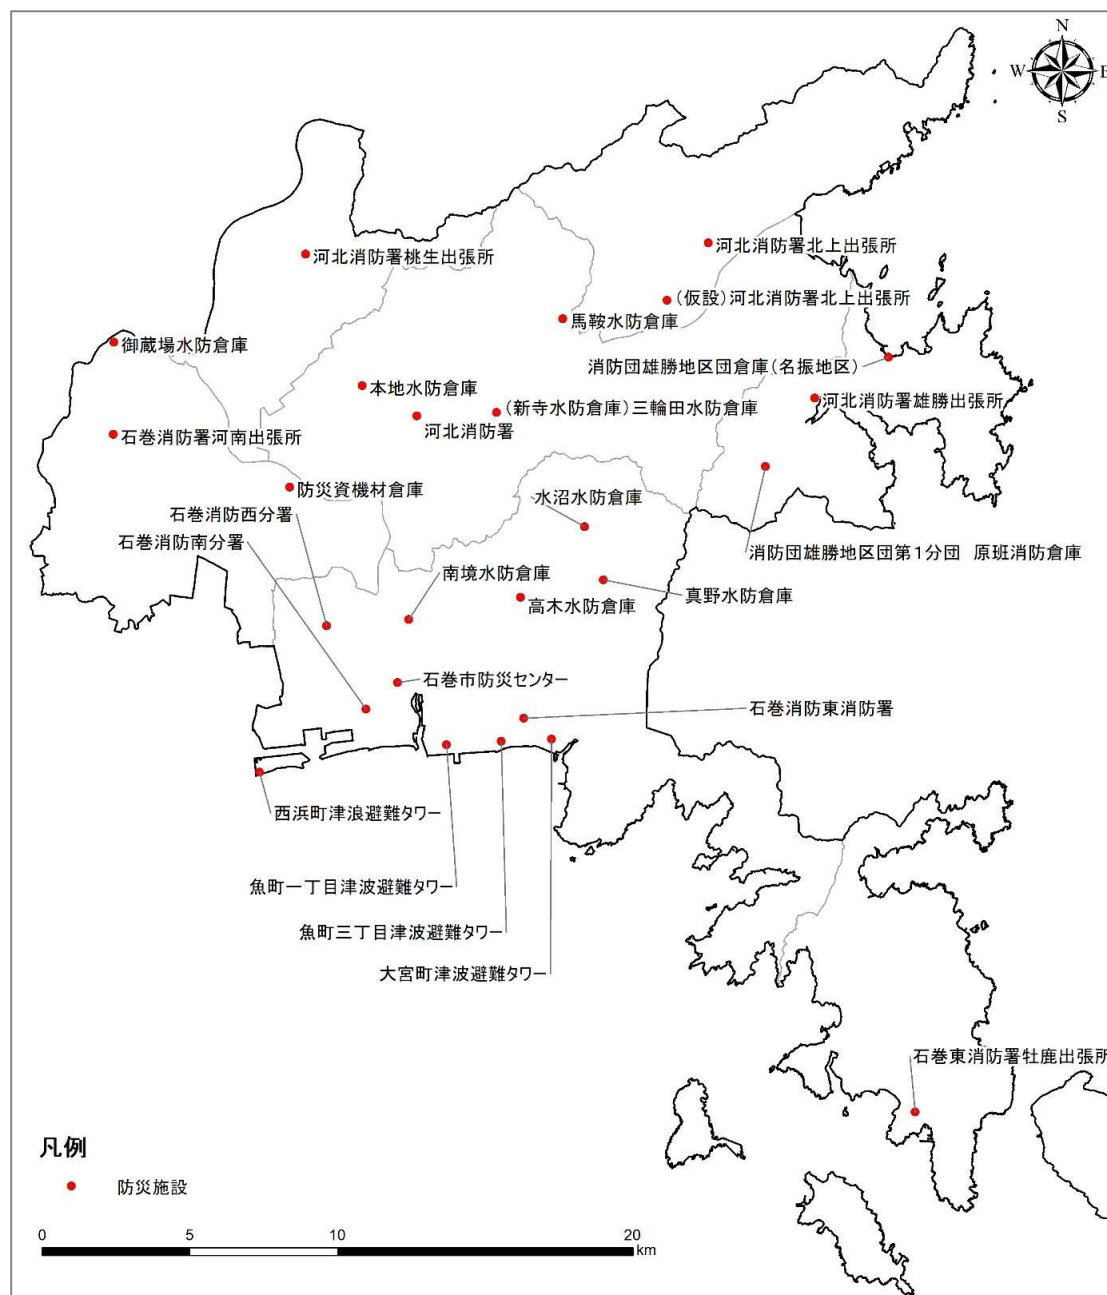 N
W
E
S
河北消防署北上出張所
河北消防署桃生出張所
(仮設)河北消防署北上出張所
馬鞍水防倉庫
御蔵場水防倉庫
消防団雄勝地区団倉庫(名振地区)
本地水防倉庫
河北消防署雄勝出張所
(新寺水防倉庫)三輪田水防倉庫
河北消防署
石巻消防署河南出張所
防災資機材倉庫
水沼水防倉庫
石巻消防西分署
石巻消防南分署
消防団雄勝地区団第1分団 原班消防倉庫
南境水防倉庫
真野水防倉庫
高木水防倉庫
石巻市防災センター
石巻消防東消防署
西浜町津浪避難タワー
魚町一丁目津波避難タワー
魚町三丁目津波避難タワー
大宮町津波避難タワー
石巻東消防署牡鹿出張所
凡例
防災施設
0 5 10 20
km